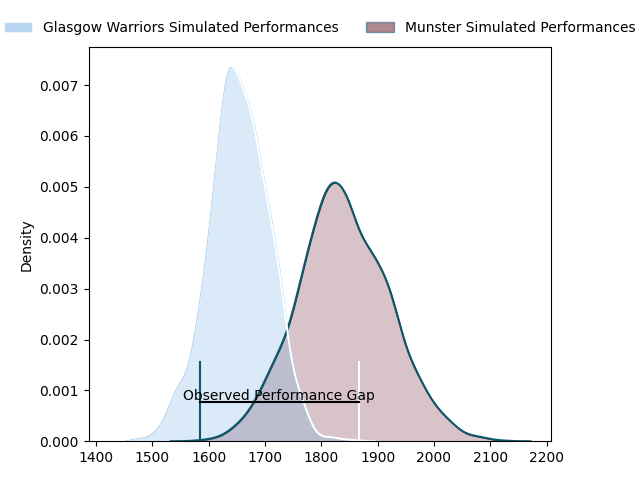 Glasgow Warriors Simulated Performances
Munster Simulated Performances
Density
0.007
0.006
0.005
0.004
0.003
0.002
0.001
0.000
Observed Performance Gap
1400 1500 1600 1700 1800 1900 2000 2100 2200